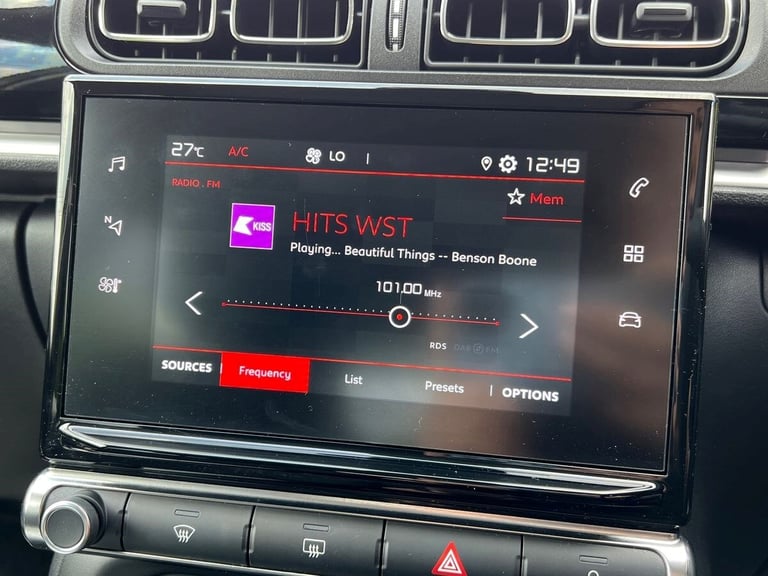 27°C A/C LO 12:49
RADIO . FM
Mem
KISS
HITS WST
Playing... Beautiful Things -- Benson Boone
N
101.00 MHz
RDS DAB FM
SOURCES Frequency List Presets OPTIONS